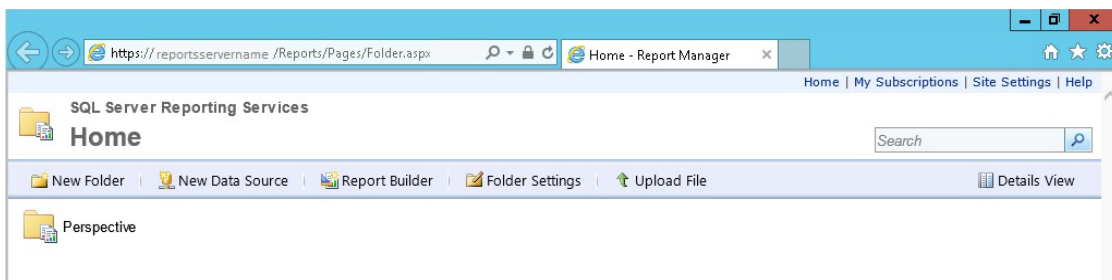 https://reportsservername /Reports/Pages/Folder.aspx Home - Report Manager
Home | My Subscriptions | Site Settings | Help
SQL Server Reporting Services
Home
Search
New Folder | New Data Source | Report Builder | Folder Settings | Upload File Details View
Perspective